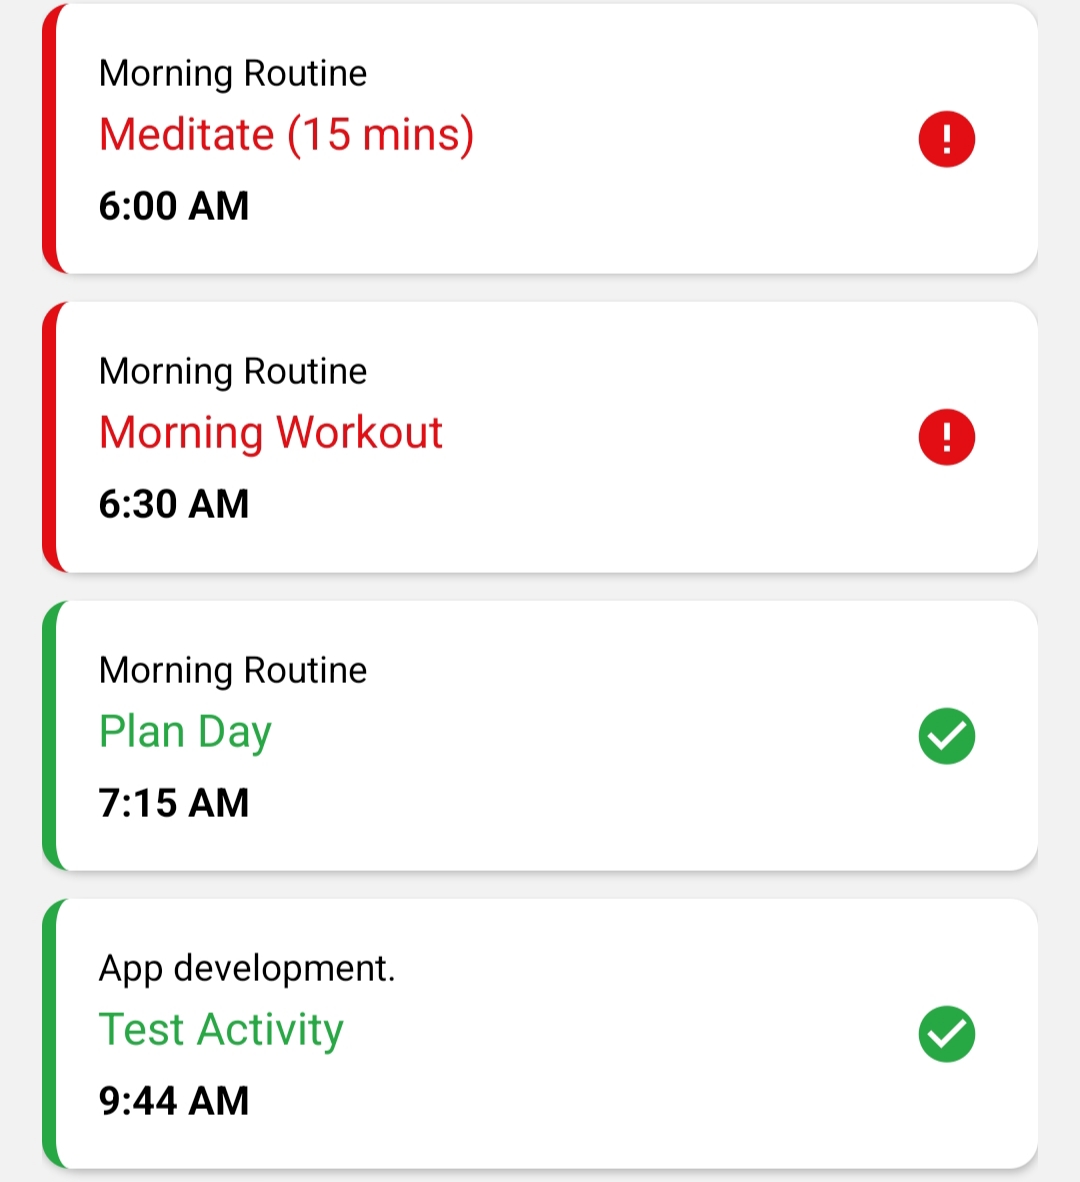 Morning Routine
Meditate (15 mins)
6:00 AM
Morning Routine
Morning Workout
6:30 AM
Morning Routine
Plan Day
7:15 AM
App development.
Test Activity
9:44 AM